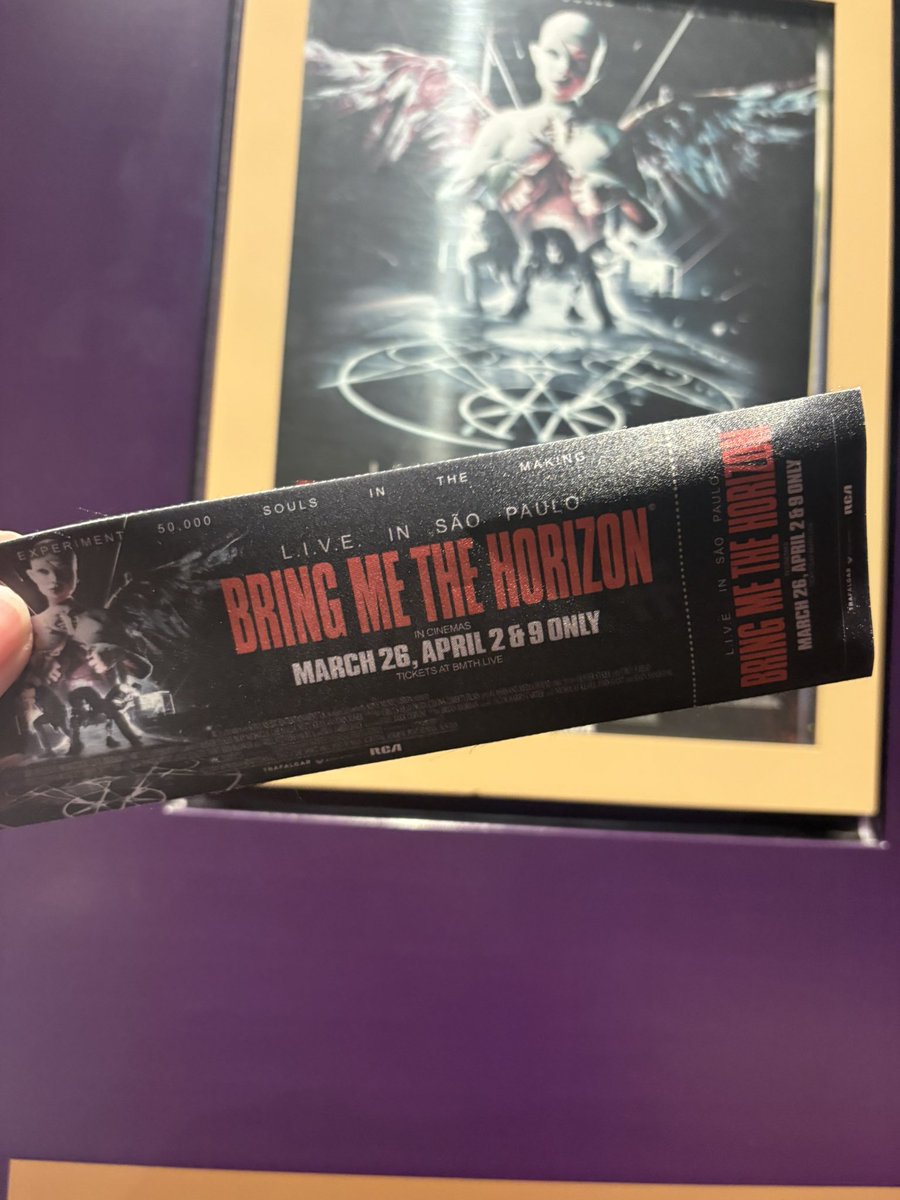 EXPERIMENT 50,000 SOULS IN THE MAKING
L.I.V.E. IN SÃO PAULO
BRING ME THE HORIZON®
IN CINEMAS
MARCH 26, APRIL 2 & 9 ONLY
TICKETS AT BMTH.LIVE
TRAFALGAR
RCA
L.I.V.E. IN SÃO PAULO
BRING ME THE HORIZON
MARCH 26, APRIL 2 & 9 ONLY
TRAFALGAR
RCA